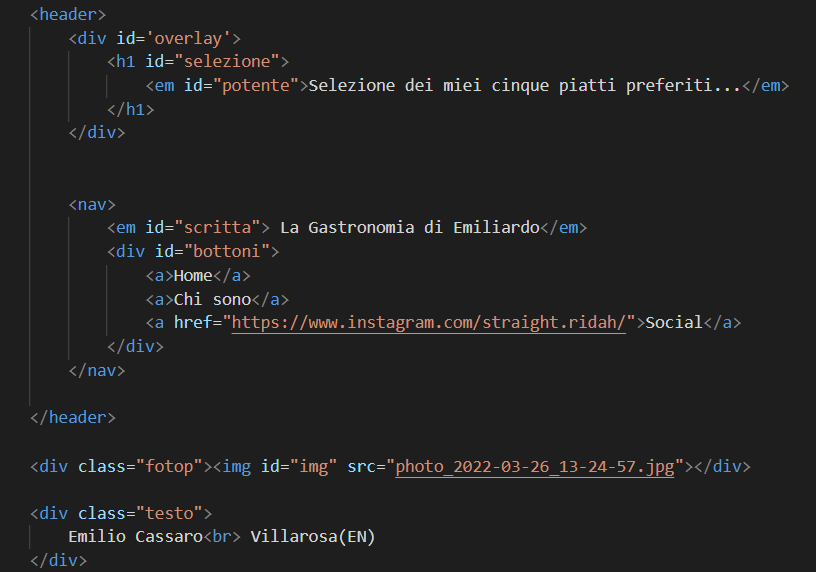 <header>
<div id='overlay'>
<h1 id="selezione">
<em id="potente">Selezione dei miei cinque piatti preferiti...</em>
</h1>
</div>
<nav>
<em id="scritta"> La Gastronomia di Emiliardo</em>
<div id="bottoni">
<a>Home</a>
<a>Chi sono</a>
<a href="https://www.instagram.com/straight.ridah/">Social</a>
</div>
</nav>
</header>
<div class="fotop"><img id="img" src="photo_2022-03-26_13-24-57.jpg"></div>
<div class="testo">
Emilio Cassaro<br> Villarosa(EN)
</div>